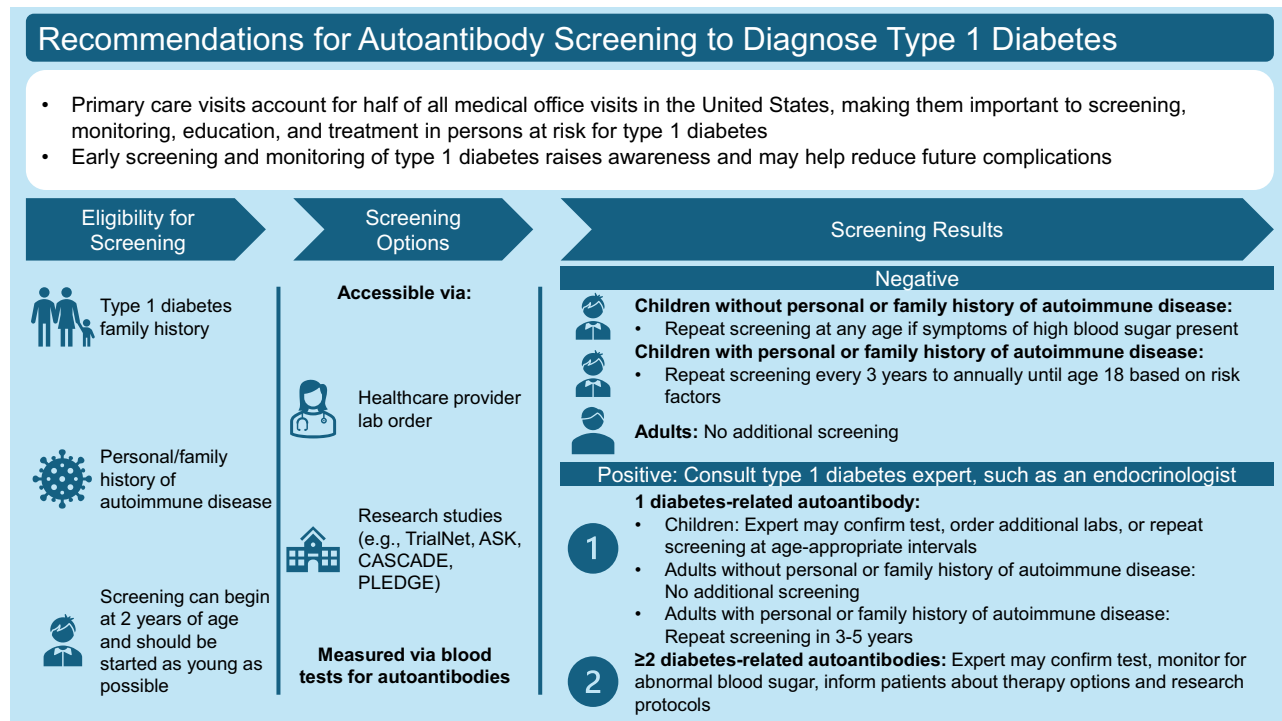 Recommendations for Autoantibody Screening to Diagnose Type 1 Diabetes
• Primary care visits account for half of all medical office visits in the United States, making them important to screening,
monitoring, education, and treatment in persons at risk for type 1 diabetes
• Early screening and monitoring of type 1 diabetes raises awareness and may help reduce future complications
Eligibility for
Screening
Type 1 diabetes
family history
Personal/family
history of
autoimmune disease
Screening can begin
at 2 years of age
and should be
started as young as
possible
Screening
Options
Accessible via:
Healthcare provider
lab order
Research studies
(e.g., TrialNet, ASK,
CASCADE,
PLEDGE)
Measured via blood
tests for autoantibodies
Screening Results
Negative
Children without personal or family history of autoimmune disease:
• Repeat screening at any age if symptoms of high blood sugar present
Children with personal or family history of autoimmune disease:
• Repeat screening every 3 years to annually until age 18 based on risk
factors
Adults: No additional screening
Positive: Consult type 1 diabetes expert, such as an endocrinologist
1
1 diabetes-related autoantibody:
• Children: Expert may confirm test, order additional labs, or repeat
screening at age-appropriate intervals
• Adults without personal or family history of autoimmune disease:
No additional screening
• Adults with personal or family history of autoimmune disease:
Repeat screening in 3-5 years
2
≥2 diabetes-related autoantibodies: Expert may confirm test, monitor for
abnormal blood sugar, inform patients about therapy options and research
protocols